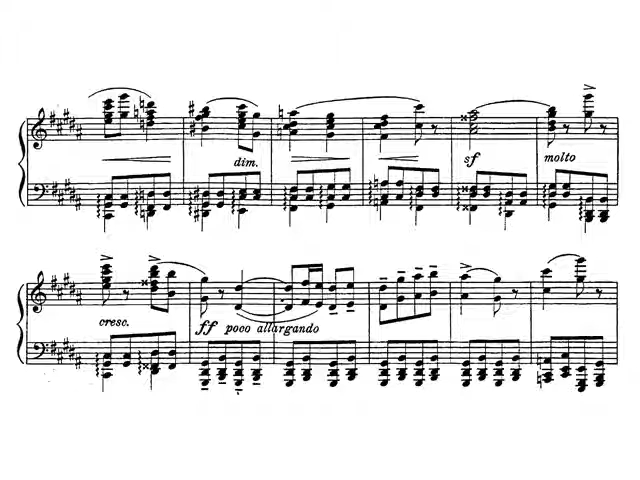 dim.
sf
molto
cresc.
ff poco allargando